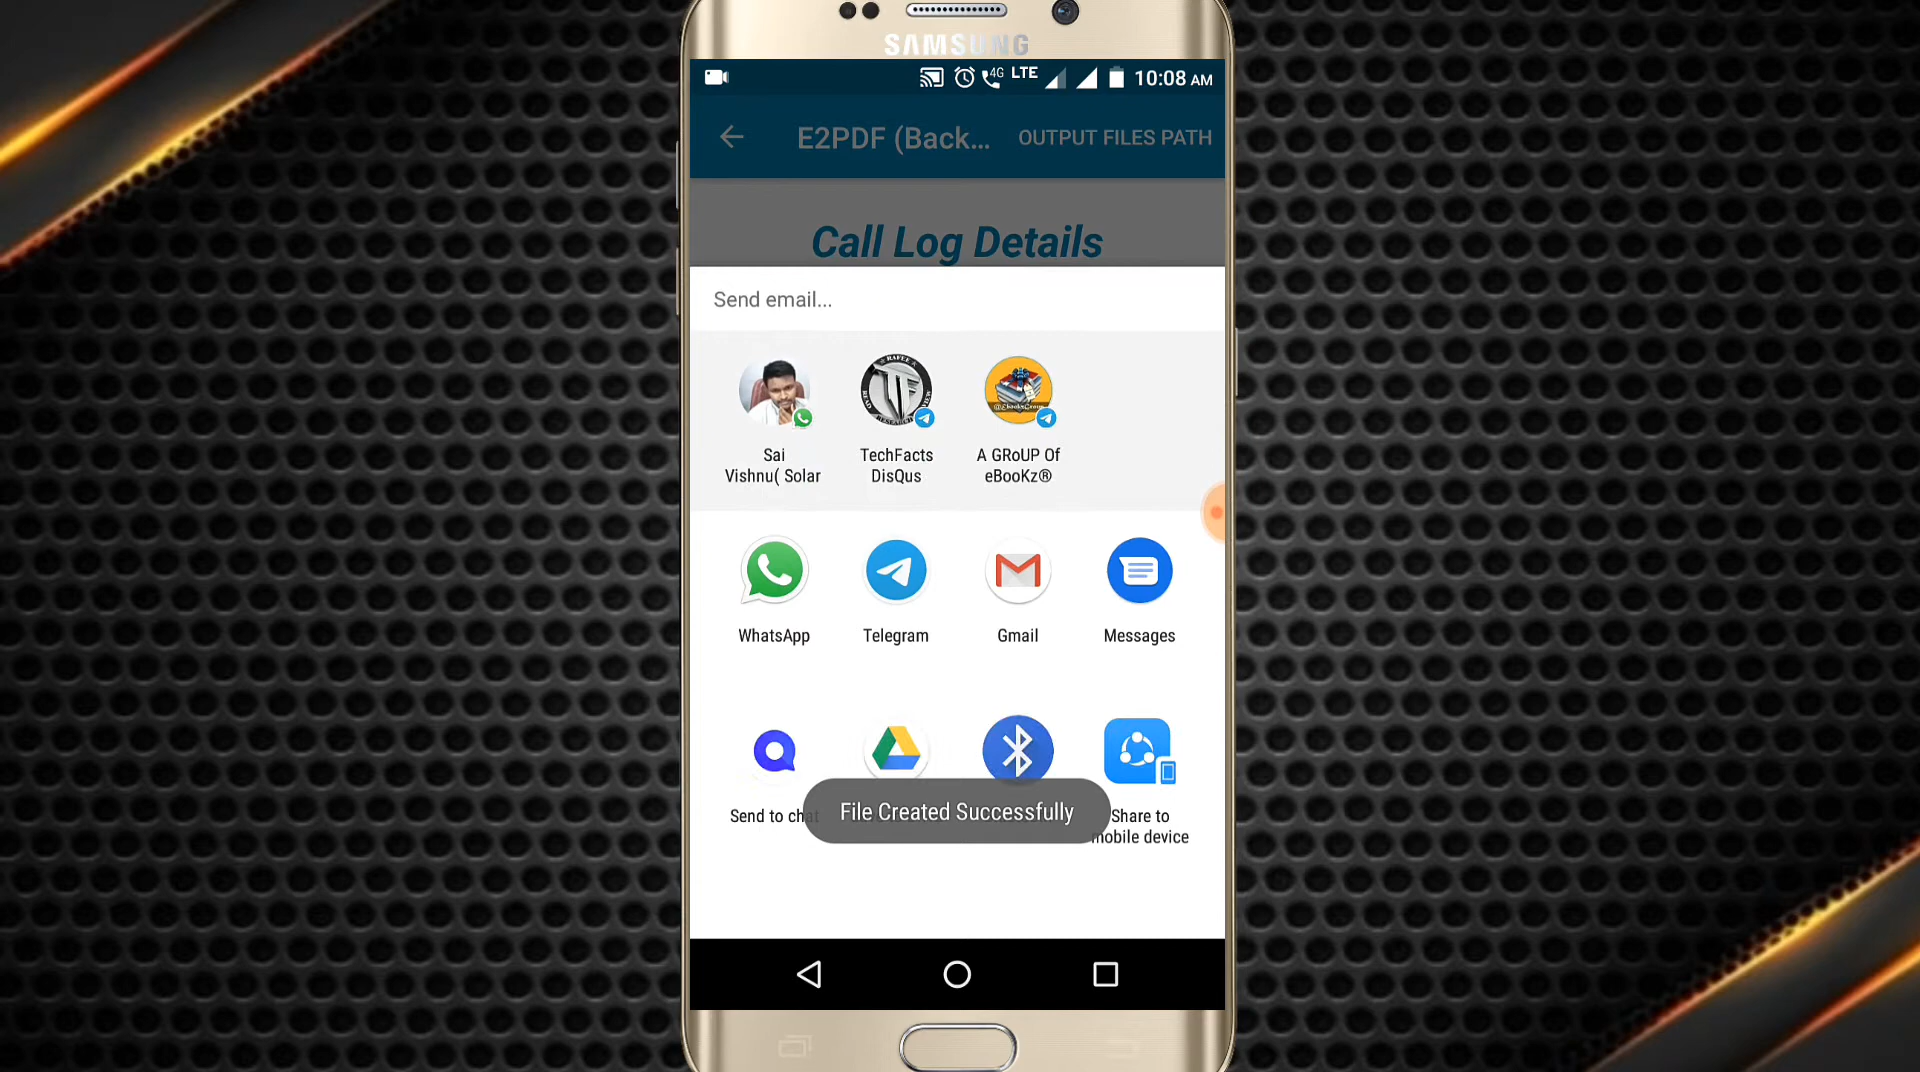 SAMSUNG
4G LTE 10:08 AM
E2PDF (Back... OUTPUT FILES PATH
Call Log Details
Send email...
Sai
Vishnu( Solar
TechFacts
DisQus
A GRoUP Of
eBooKz®
WhatsApp
Telegram
Gmail
Messages
Send to chat
Share to
mobile device
File Created Successfully